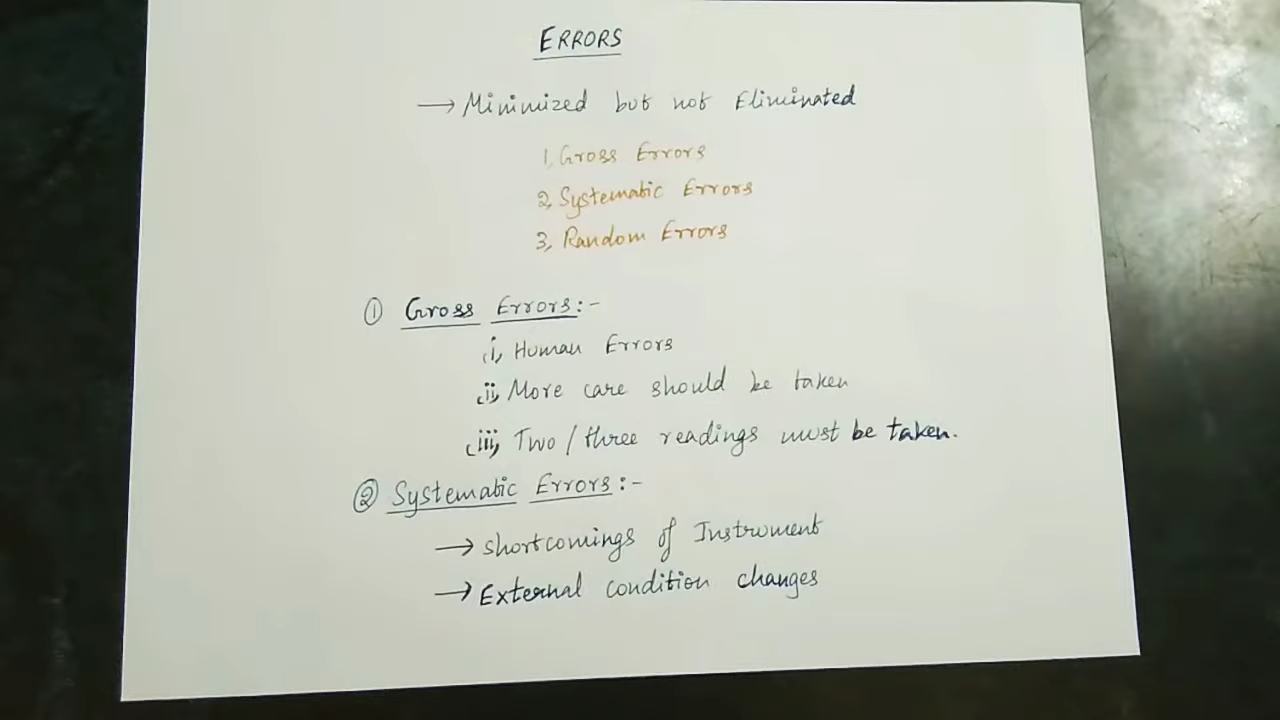 ERRORS
→ Minimized but not Eliminated
1, Gross Errors
2, Systematic Errors
3, Random Errors
① Gross Errors:-
(i, Human Errors
(ii, More care should be taken
(iii, Two / three readings must be taken.
② Systematic Errors:-
→ Shortcomings of Instrument
→ External condition changes